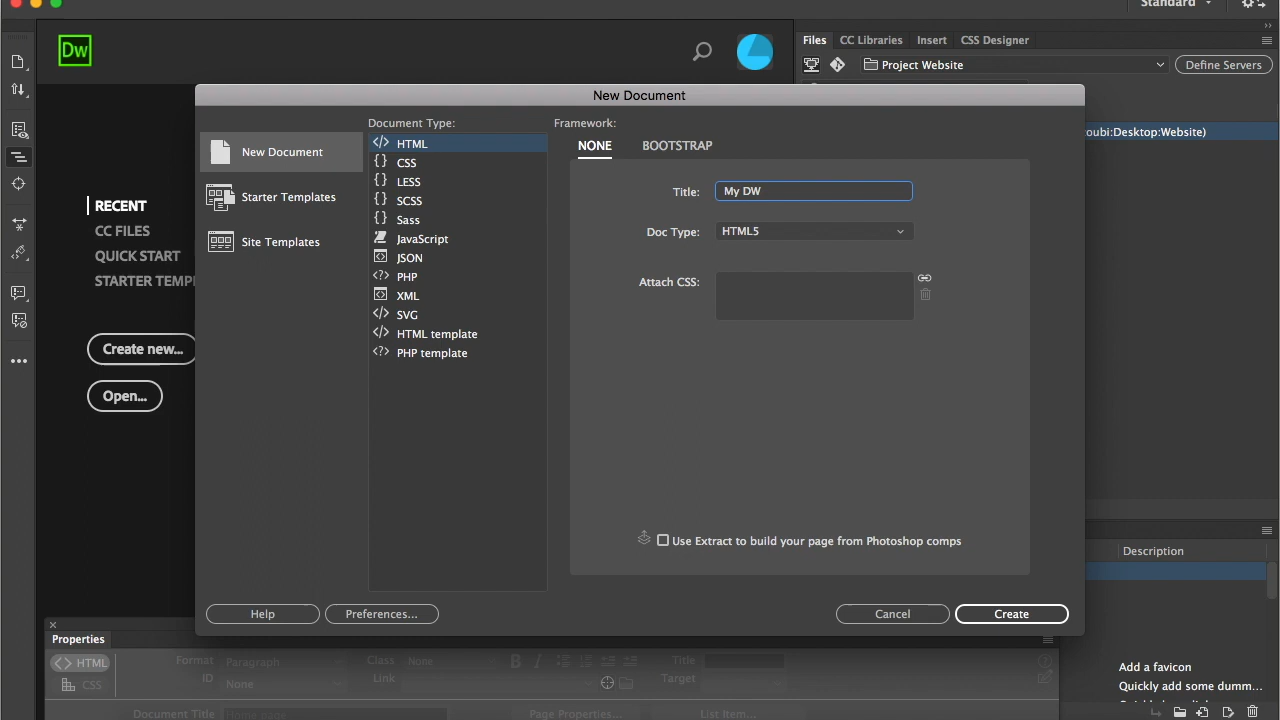 Standard
Dw
Files
CC Libraries
Insert
CSS Designer
Project Website
Define Servers
New Document
Document Type:
Framework:
oubi:Desktop:Website)
New Document
HTML
NONE
BOOTSTRAP
CSS
LESS
Starter Templates
Title:
My DW
SCSS
RECENT
Sass
CC FILES
Doc Type:
HTML5
Site Templates
JavaScript
QUICK START
JSON
STARTER TEMPL
PHP
Attach CSS:
XML
SVG
HTML template
Create new...
PHP template
Open...
Use Extract to build your page from Photoshop comps
Description
Help
Preferences...
Cancel
Create
Properties
HTML
Format
Paragraph
Class
None
B
I
Title
Add a favicon
CSS
ID
None
Link
Target
Quickly add some dumm...
Document Title
Page Properties...
List Item...